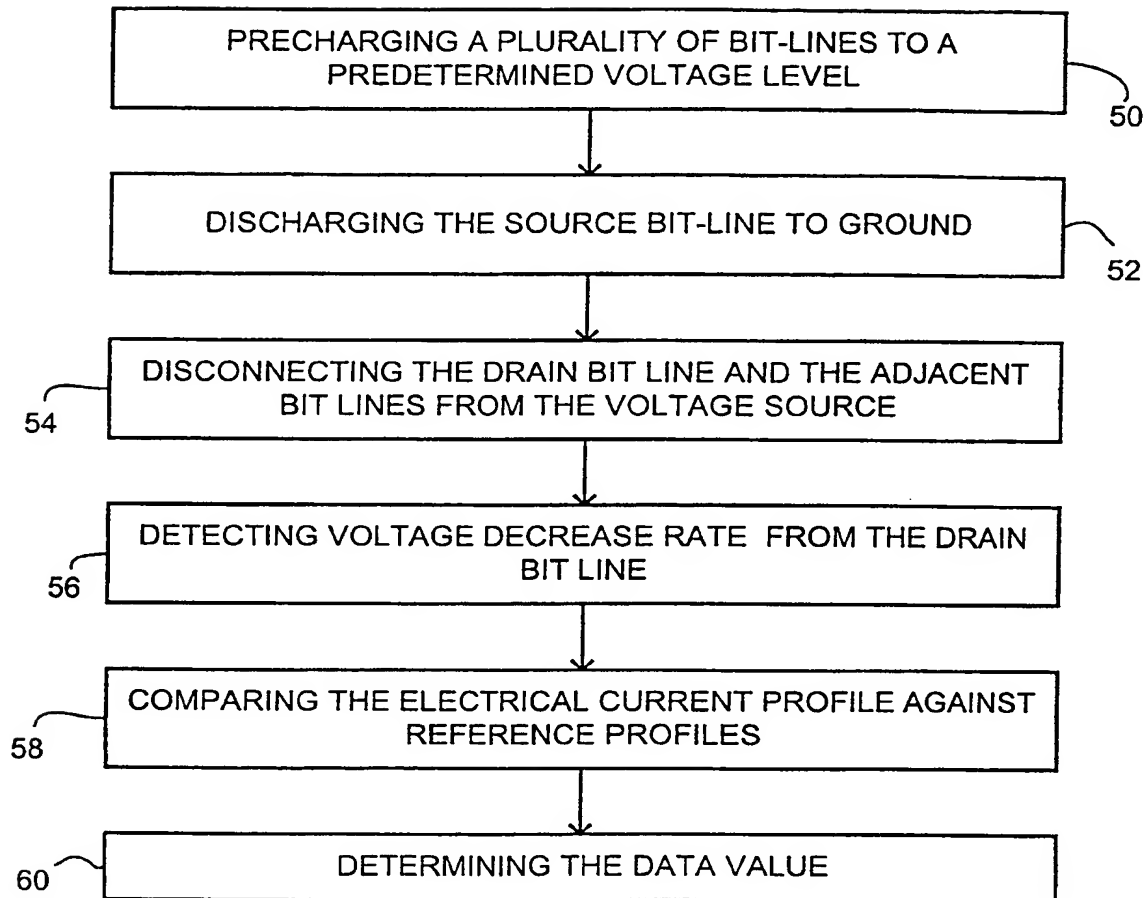 PRECHARGING A PLURALITY OF BIT-LINES TO A
PREDETERMINED VOLTAGE LEVEL
50
DISCHARGING THE SOURCE BIT-LINE TO GROUND
52
DISCONNECTING THE DRAIN BIT LINE AND THE ADJACENT
BIT LINES FROM THE VOLTAGE SOURCE
54
DETECTING VOLTAGE DECREASE RATE FROM THE DRAIN
BIT LINE
56
COMPARING THE ELECTRICAL CURRENT PROFILE AGAINST
REFERENCE PROFILES
58
DETERMINING THE DATA VALUE
60